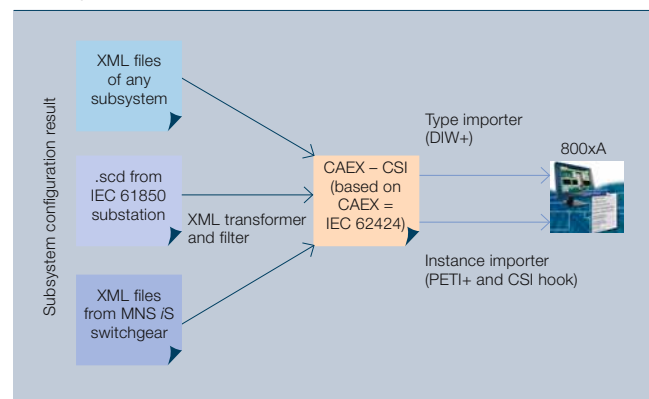 Subsystem configuration result
XML files
of any
subsystem
.scd from
IEC 61850
substation
XML files
from MNS iS
switchgear
XML transformer
and filter
CAEX – CSI
(based on
CAEX =
IEC 62424)
Type importer
(DIW+)
800xA
Instance importer
(PETI+ and CSI hook)